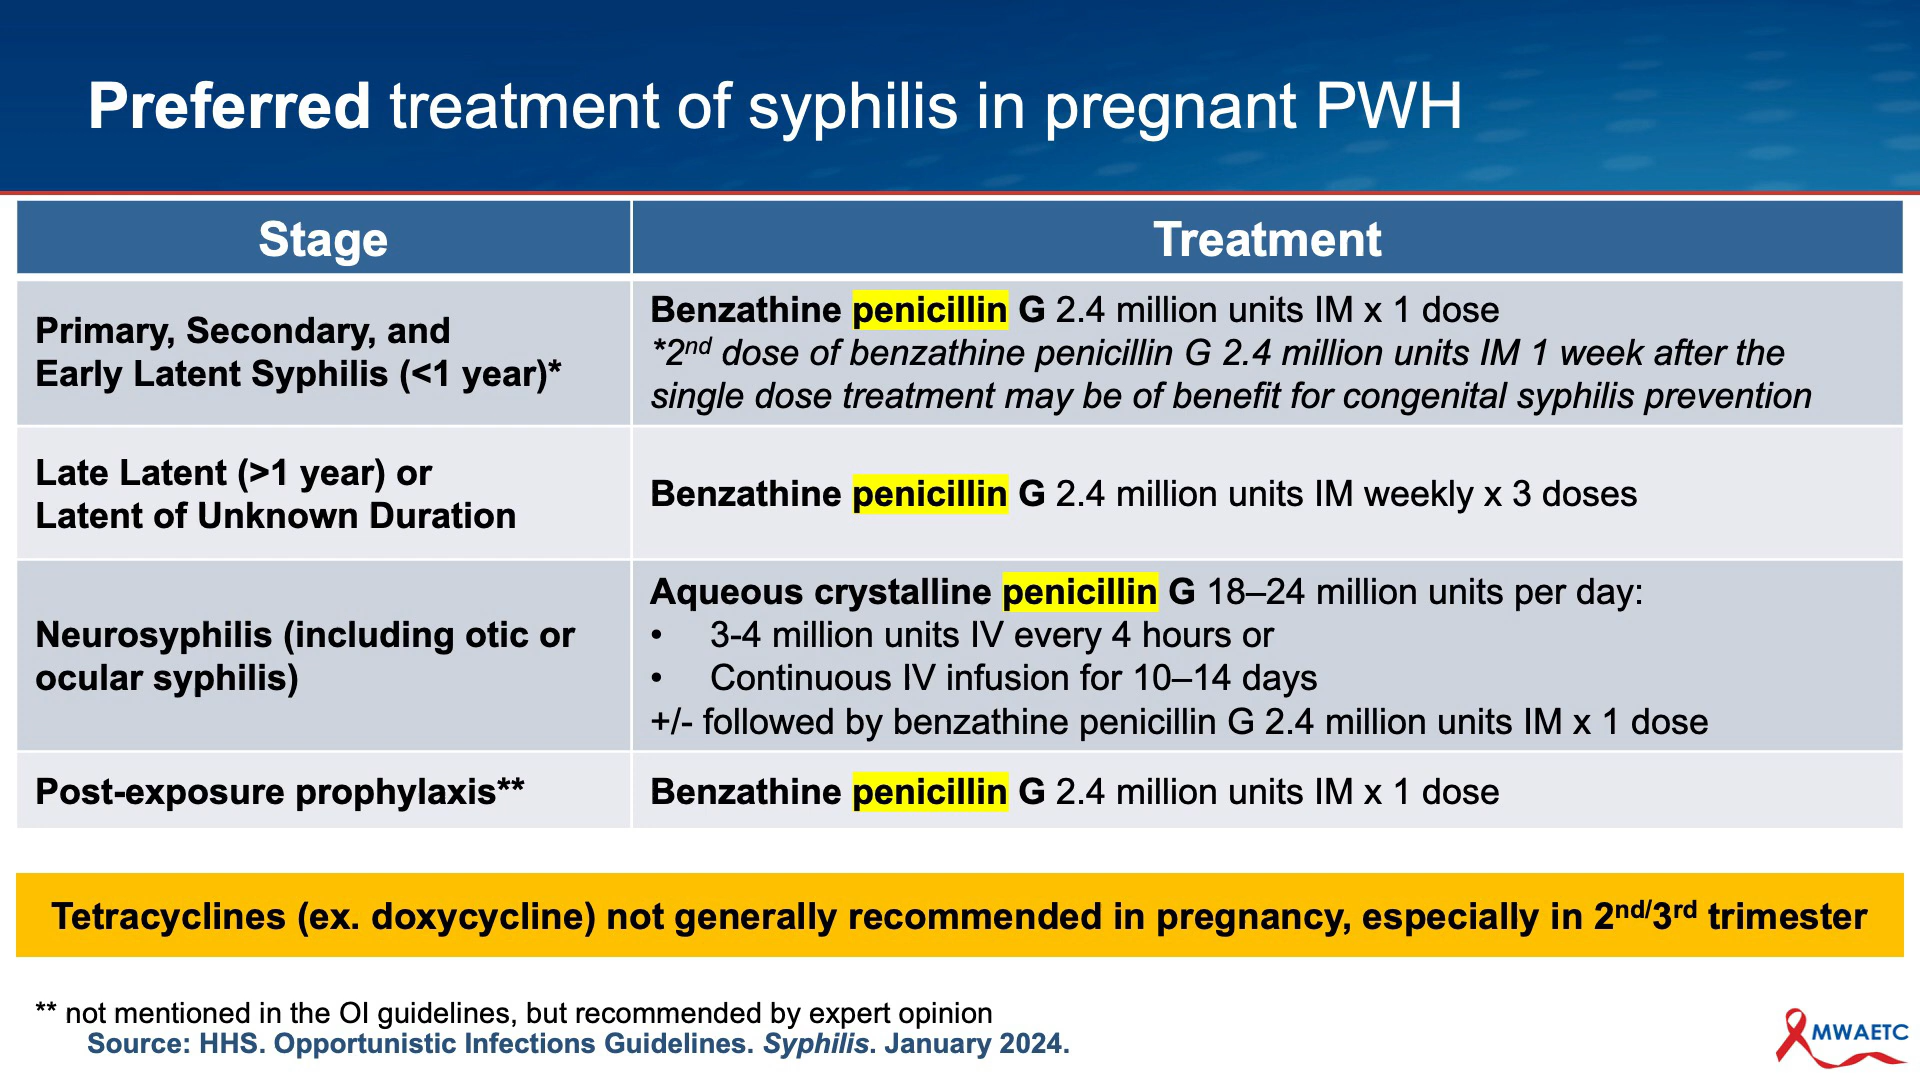 Preferred treatment of syphilis in pregnant PWH
Stage
Treatment
Primary, Secondary, and
Early Latent Syphilis (<1 year)*
Benzathine penicillin G 2.4 million units IM x 1 dose
*2nd dose of benzathine penicillin G 2.4 million units IM 1 week after the
single dose treatment may be of benefit for congenital syphilis prevention
Late Latent (>1 year) or
Latent of Unknown Duration
Benzathine penicillin G 2.4 million units IM weekly x 3 doses
Neurosyphilis (including otic or
ocular syphilis)
Aqueous crystalline penicillin G 18–24 million units per day:
• 3-4 million units IV every 4 hours or
• Continuous IV infusion for 10–14 days
+/- followed by benzathine penicillin G 2.4 million units IM x 1 dose
Post-exposure prophylaxis**
Benzathine penicillin G 2.4 million units IM x 1 dose
Tetracyclines (ex. doxycycline) not generally recommended in pregnancy, especially in 2nd/3rd trimester
** not mentioned in the OI guidelines, but recommended by expert opinion
Source: HHS. Opportunistic Infections Guidelines. Syphilis. January 2024.
MWAETC